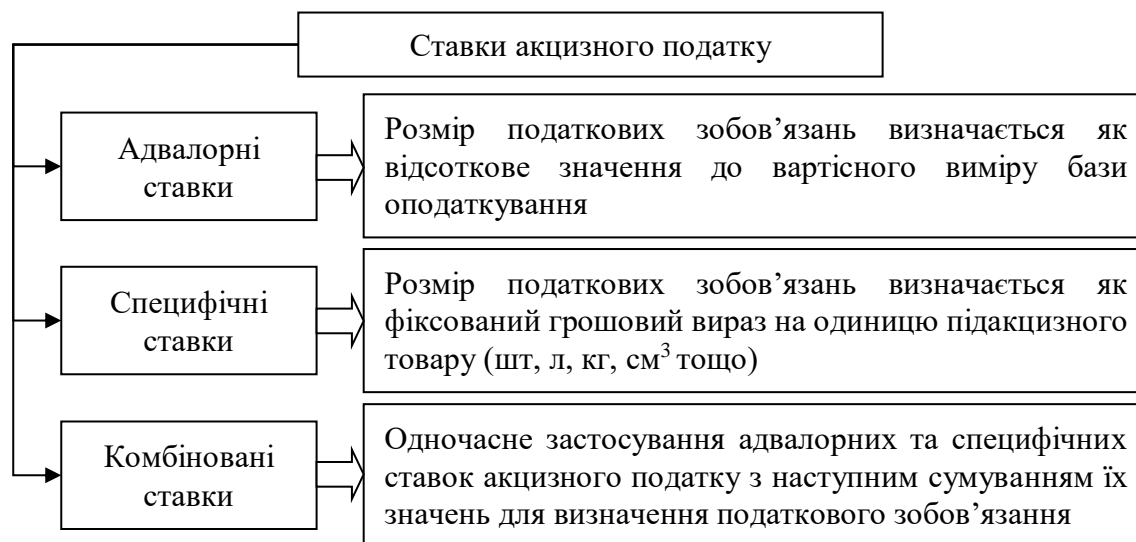 Ставки акцизного податку
Адвалорні
ставки
Розмір податкових зобов’язань визначається як
відсоткове значення до вартісного виміру бази
оподаткування
Специфічні
ставки
Розмір податкових зобов’язань визначається як
фіксований грошовий вираз на одиницю підакцизного
товару (шт, л, кг, см³ тощо)
Комбіновані
ставки
Одночасне застосування адвалорних та специфічних
ставок акцизного податку з наступним сумуванням їх
значень для визначення податкового зобов’язання